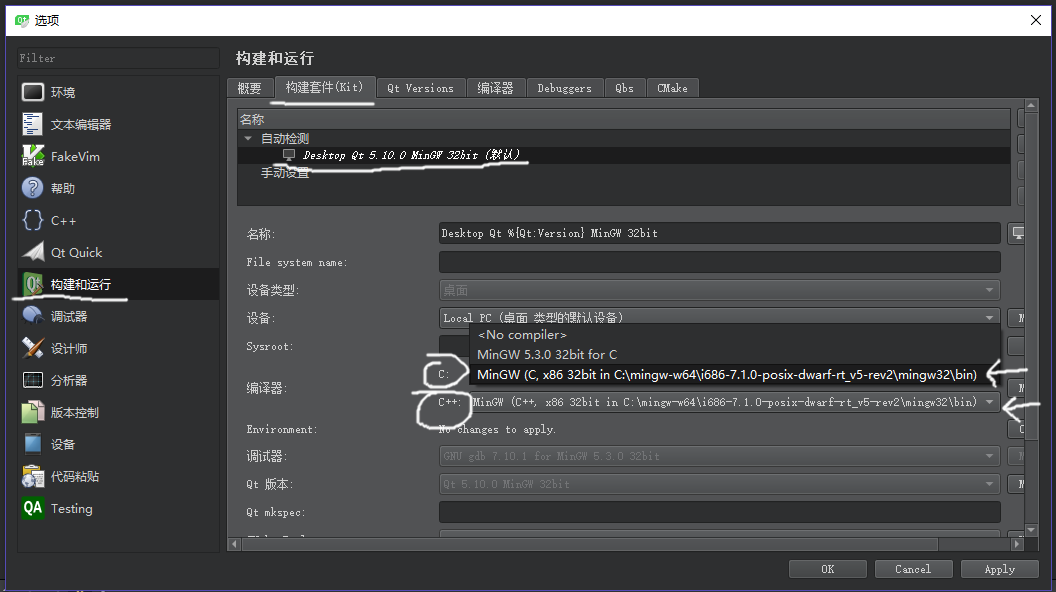 选项
Filter
环境
文本编辑器
FakeVim
帮助
C++
Qt Quick
构建和运行
调试器
设计师
分析器
版本控制
设备
代码粘贴
QA Testing
构建和运行
概要 构建套件(Kit) Qt Versions 编译器 Debuggers Qbs CMake
名称
自动检测
Desktop Qt 5.10.0 MinGW 32bit (默认)
手动设置
名称: Desktop Qt %{Qt:Version} MinGW 32bit
File system name:
设备类型: 桌面
设备: Local PC (桌面 类型的默认设备)
Sysroot:
<No compiler>
MinGW 5.3.0 32bit for C
编译器: C: MinGW (C, x86 32bit in C:\mingw-w64\i686-7.1.0-posix-dwarf-rt_v5-rev2\mingw32\bin)
C++: MinGW (C++, x86 32bit in C:\mingw-w64\i686-7.1.0-posix-dwarf-rt_v5-rev2\mingw32\bin)
Environment: No changes to apply.
调试器: GNU gdb 7.10.1 for MinGW 5.3.0 32bit
Qt 版本: Qt 5.10.0 MinGW 32bit
Qt mkspec:
OK Cancel Apply